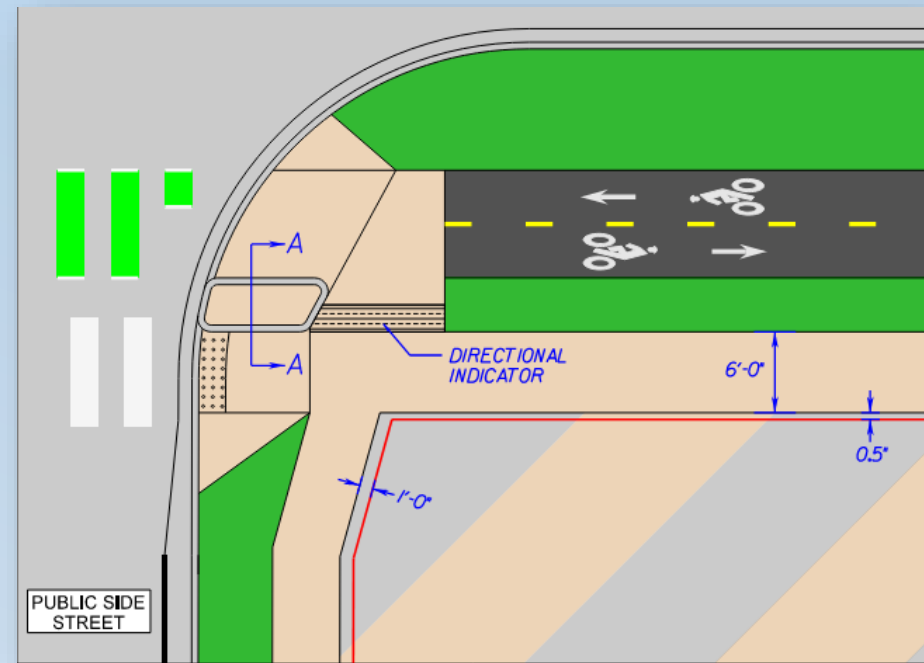 A
A
DIRECTIONAL
INDICATOR
6'-0"
0.5"
1'-0"
PUBLIC SIDE
STREET